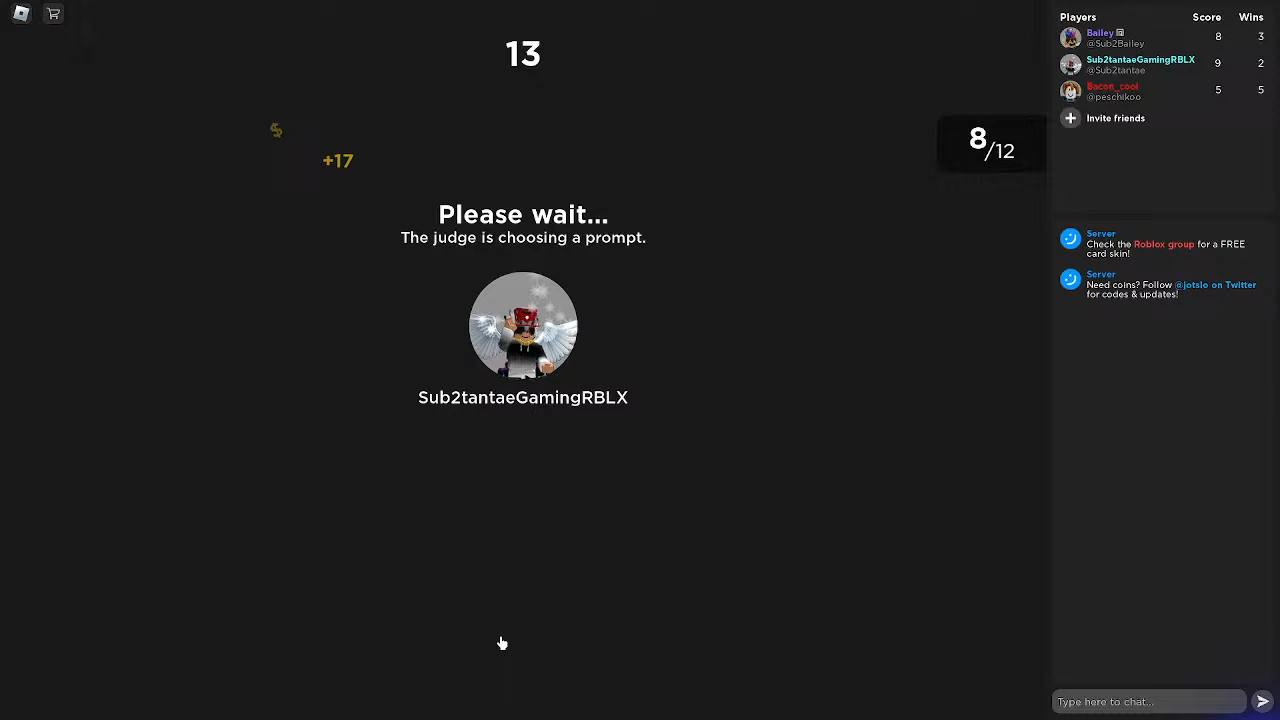 13
$
+17
8/12
Please wait...
The judge is choosing a prompt.
Sub2tantaeGamingRBLX
Players Score Wins
Bailey 8 3
@Sub2Bailey
Sub2tantaeGamingRBLX 9 2
@Sub2tantae
Bacon_cool 5 5
@peschikoo
Invite friends
Server
Check the Roblox group for a FREE
card skin!
Server
Need coins? Follow @jotslo on Twitter
for codes & updates!
Type here to chat...